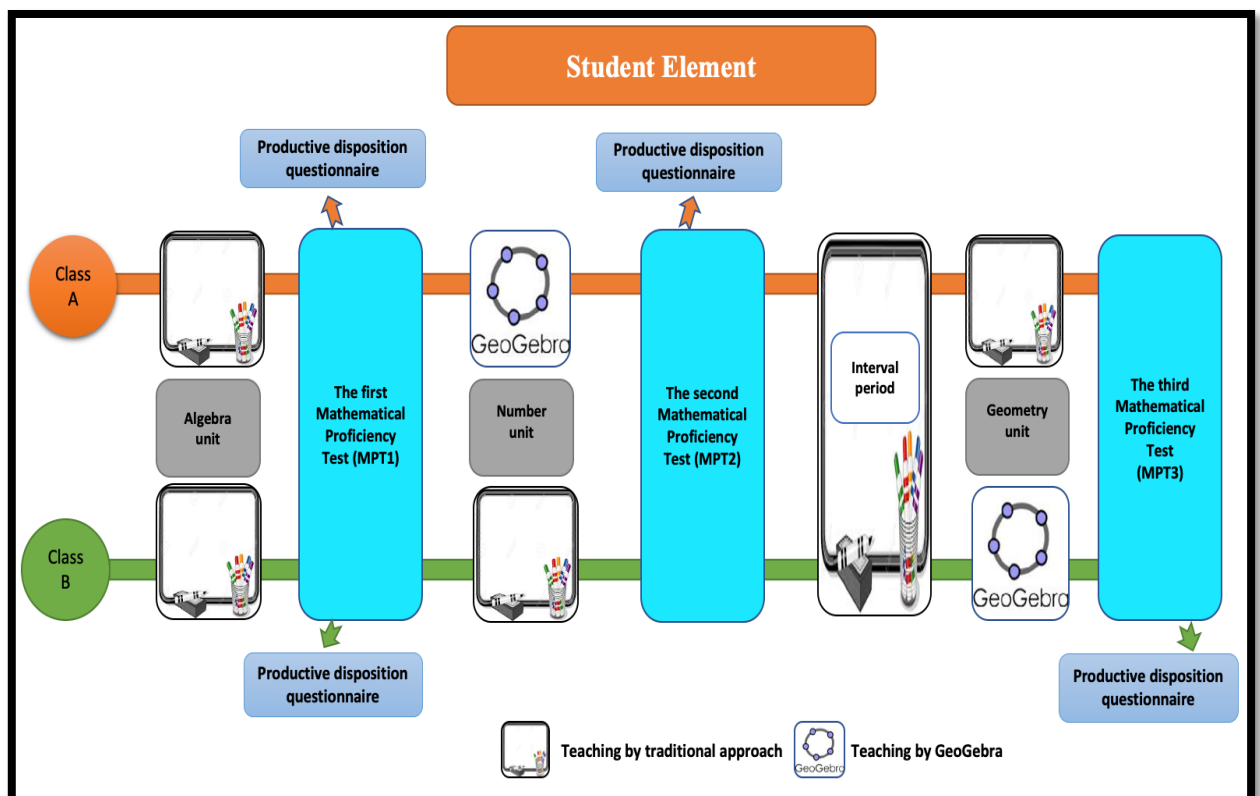 Student Element
Productive disposition
questionnaire
Productive disposition
questionnaire
Class
A
GeoGebra
Algebra
unit
The first
Mathematical
Proficiency
Test (MPT1)
Number
unit
The second
Mathematical
Proficiency
Test (MPT2)
Interval
period
Geometry
unit
The third
Mathematical
Proficiency
Test
(MPT3)
Class
B
GeoGebra
Productive disposition
questionnaire
Productive disposition
questionnaire
Teaching by traditional approach
GeoGebra
Teaching by GeoGebra